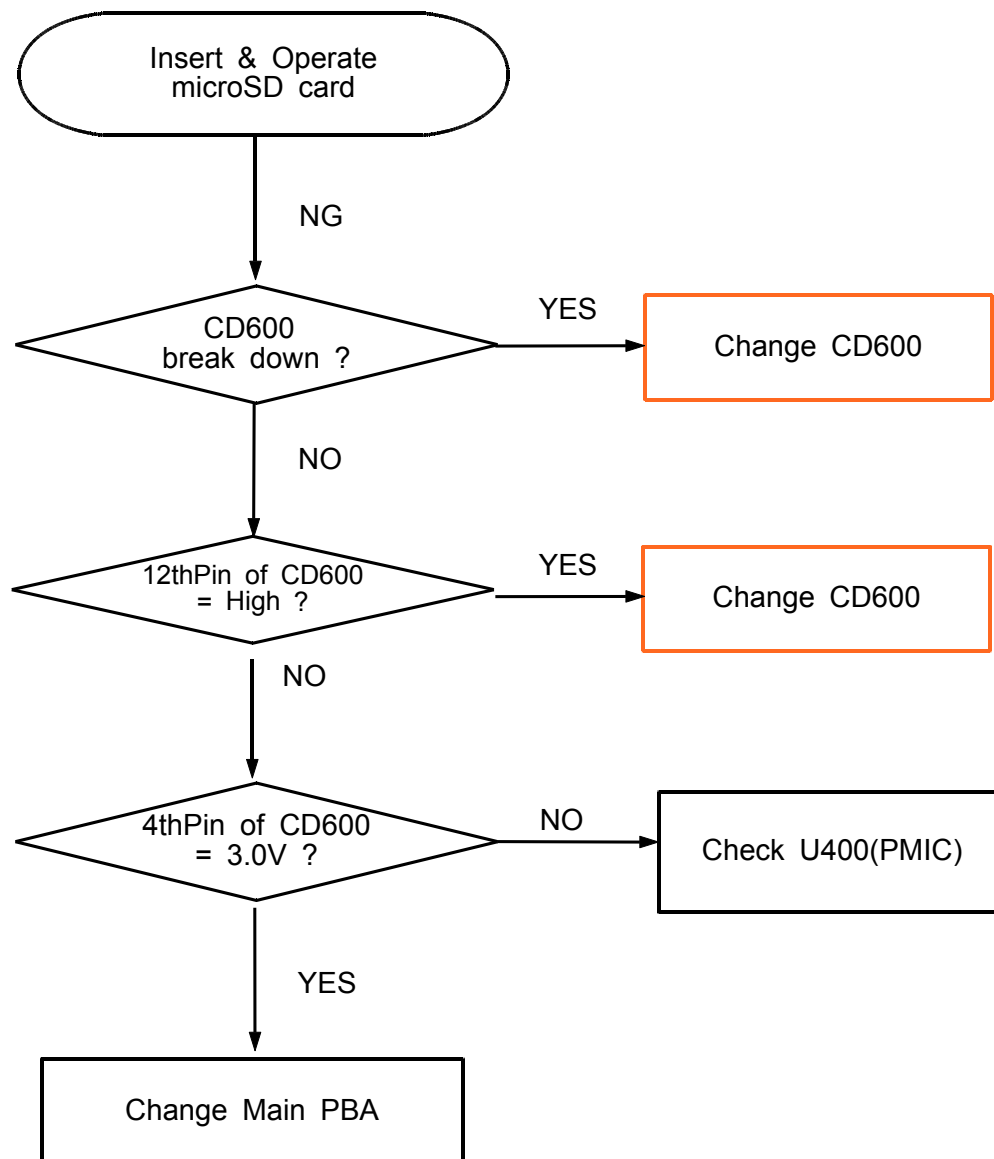 Insert & Operate
microSD card
NG
CD600
break down ?
YES
Change CD600
NO
12thPin of CD600
= High ?
YES
Change CD600
NO
4thPin of CD600
= 3.0V ?
NO
Check U400(PMIC)
YES
Change Main PBA